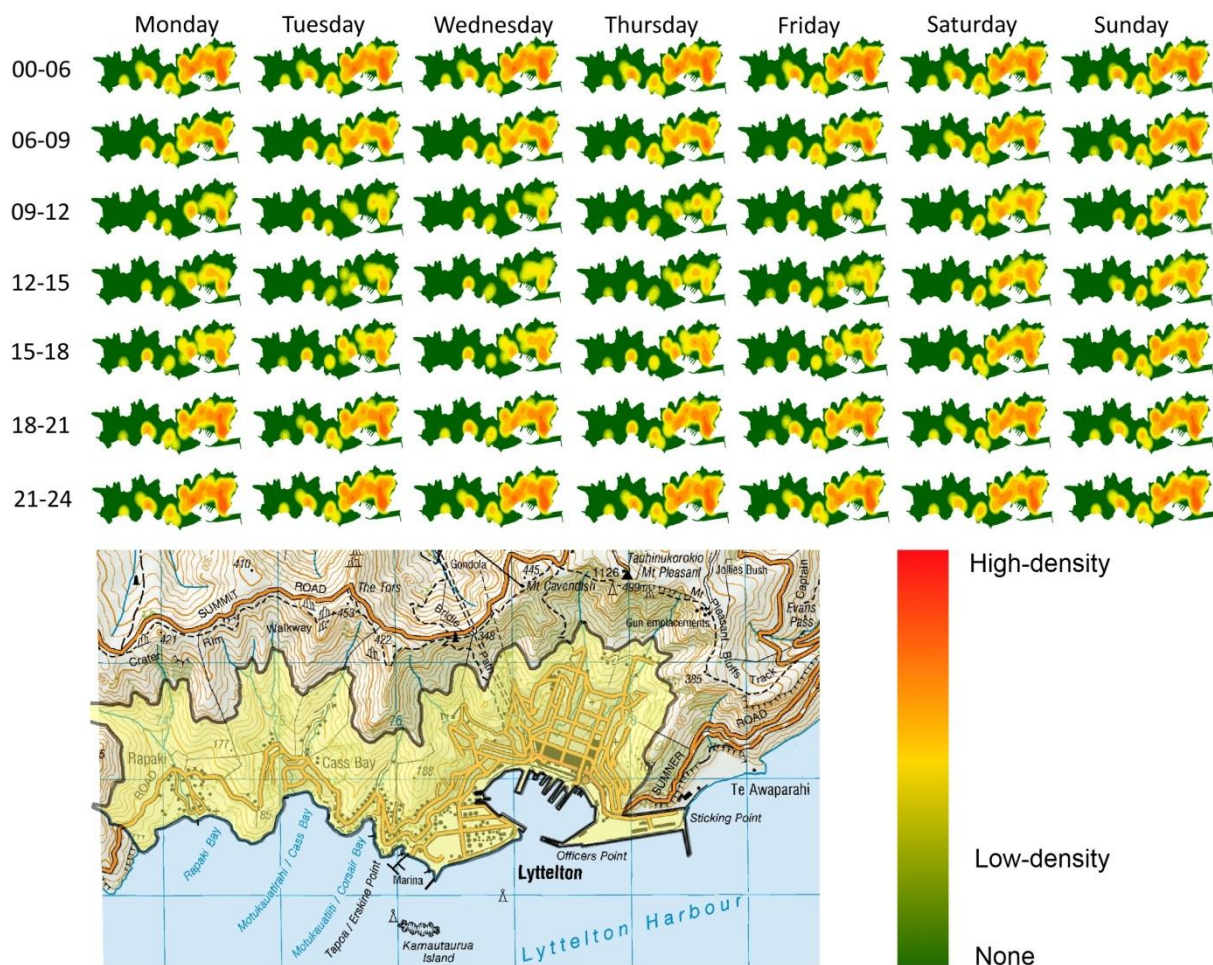 Monday Tuesday Wednesday Thursday Friday Saturday Sunday
00-06
06-09
09-12
12-15
15-18
18-21
21-24
High-density
Low-density
None
410
The Tors
SUMMIT
ROAD
Gondola
445
Mt Cavendish
1126
Tauhinukorokio
/ Mt Pleasant
499
Jollies Bush
Captain
Evans
Pass
Mt
Pleasant
Bluffs
Track
Gun emplacements
Bridle
Path
348
453
422
421
Crater
Rim
Walkway
385
ROAD
SUMNER
75
76
177
188
85
Rapaki
ROAD
Cass Bay
Te Awaparahi
Sticking Point
Officers Point
Lyttelton
Marina
Rapaki Bay
Motukauatirahi / Cass Bay
Motukauatiiti / Corsair Bay
Tapoa / Erskine Point
Kamautaurua
Island
Lyttelton Harbour